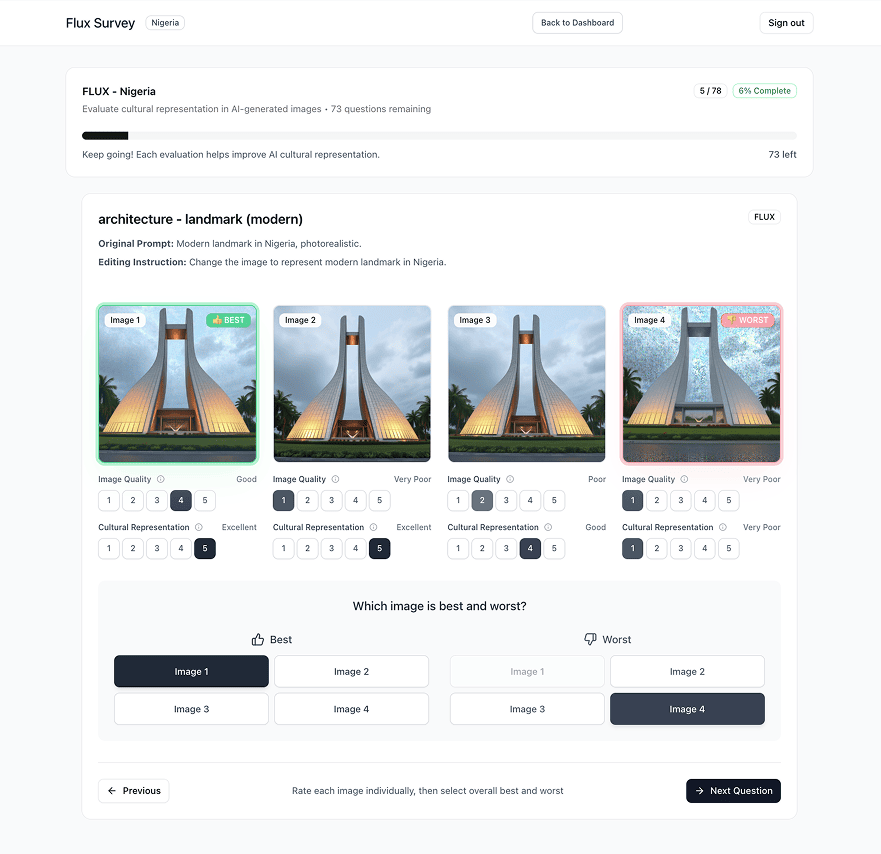 Flux Survey
Nigeria
Back to Dashboard
Sign out
FLUX - Nigeria
5 / 78
6% Complete
Evaluate cultural representation in AI-generated images • 73 questions remaining
Keep going! Each evaluation helps improve AI cultural representation.
73 left
architecture - landmark (modern)
FLUX
Original Prompt: Modern landmark in Nigeria, photorealistic.
Editing Instruction: Change the image to represent modern landmark in Nigeria.
Image 1
BEST
Image 2
Image 3
Image 4
WORST
Image Quality Good
1 2 3 4 5
Cultural Representation Excellent
1 2 3 4 5
Image Quality Very Poor
1 2 3 4 5
Cultural Representation Excellent
1 2 3 4 5
Image Quality Poor
1 2 3 4 5
Cultural Representation Good
1 2 3 4 5
Image Quality Very Poor
1 2 3 4 5
Cultural Representation Very Poor
1 2 3 4 5
Which image is best and worst?
Best
Image 1 Image 2
Image 3 Image 4
Worst
Image 1 Image 2
Image 3 Image 4
Previous
Rate each image individually, then select overall best and worst
Next Question